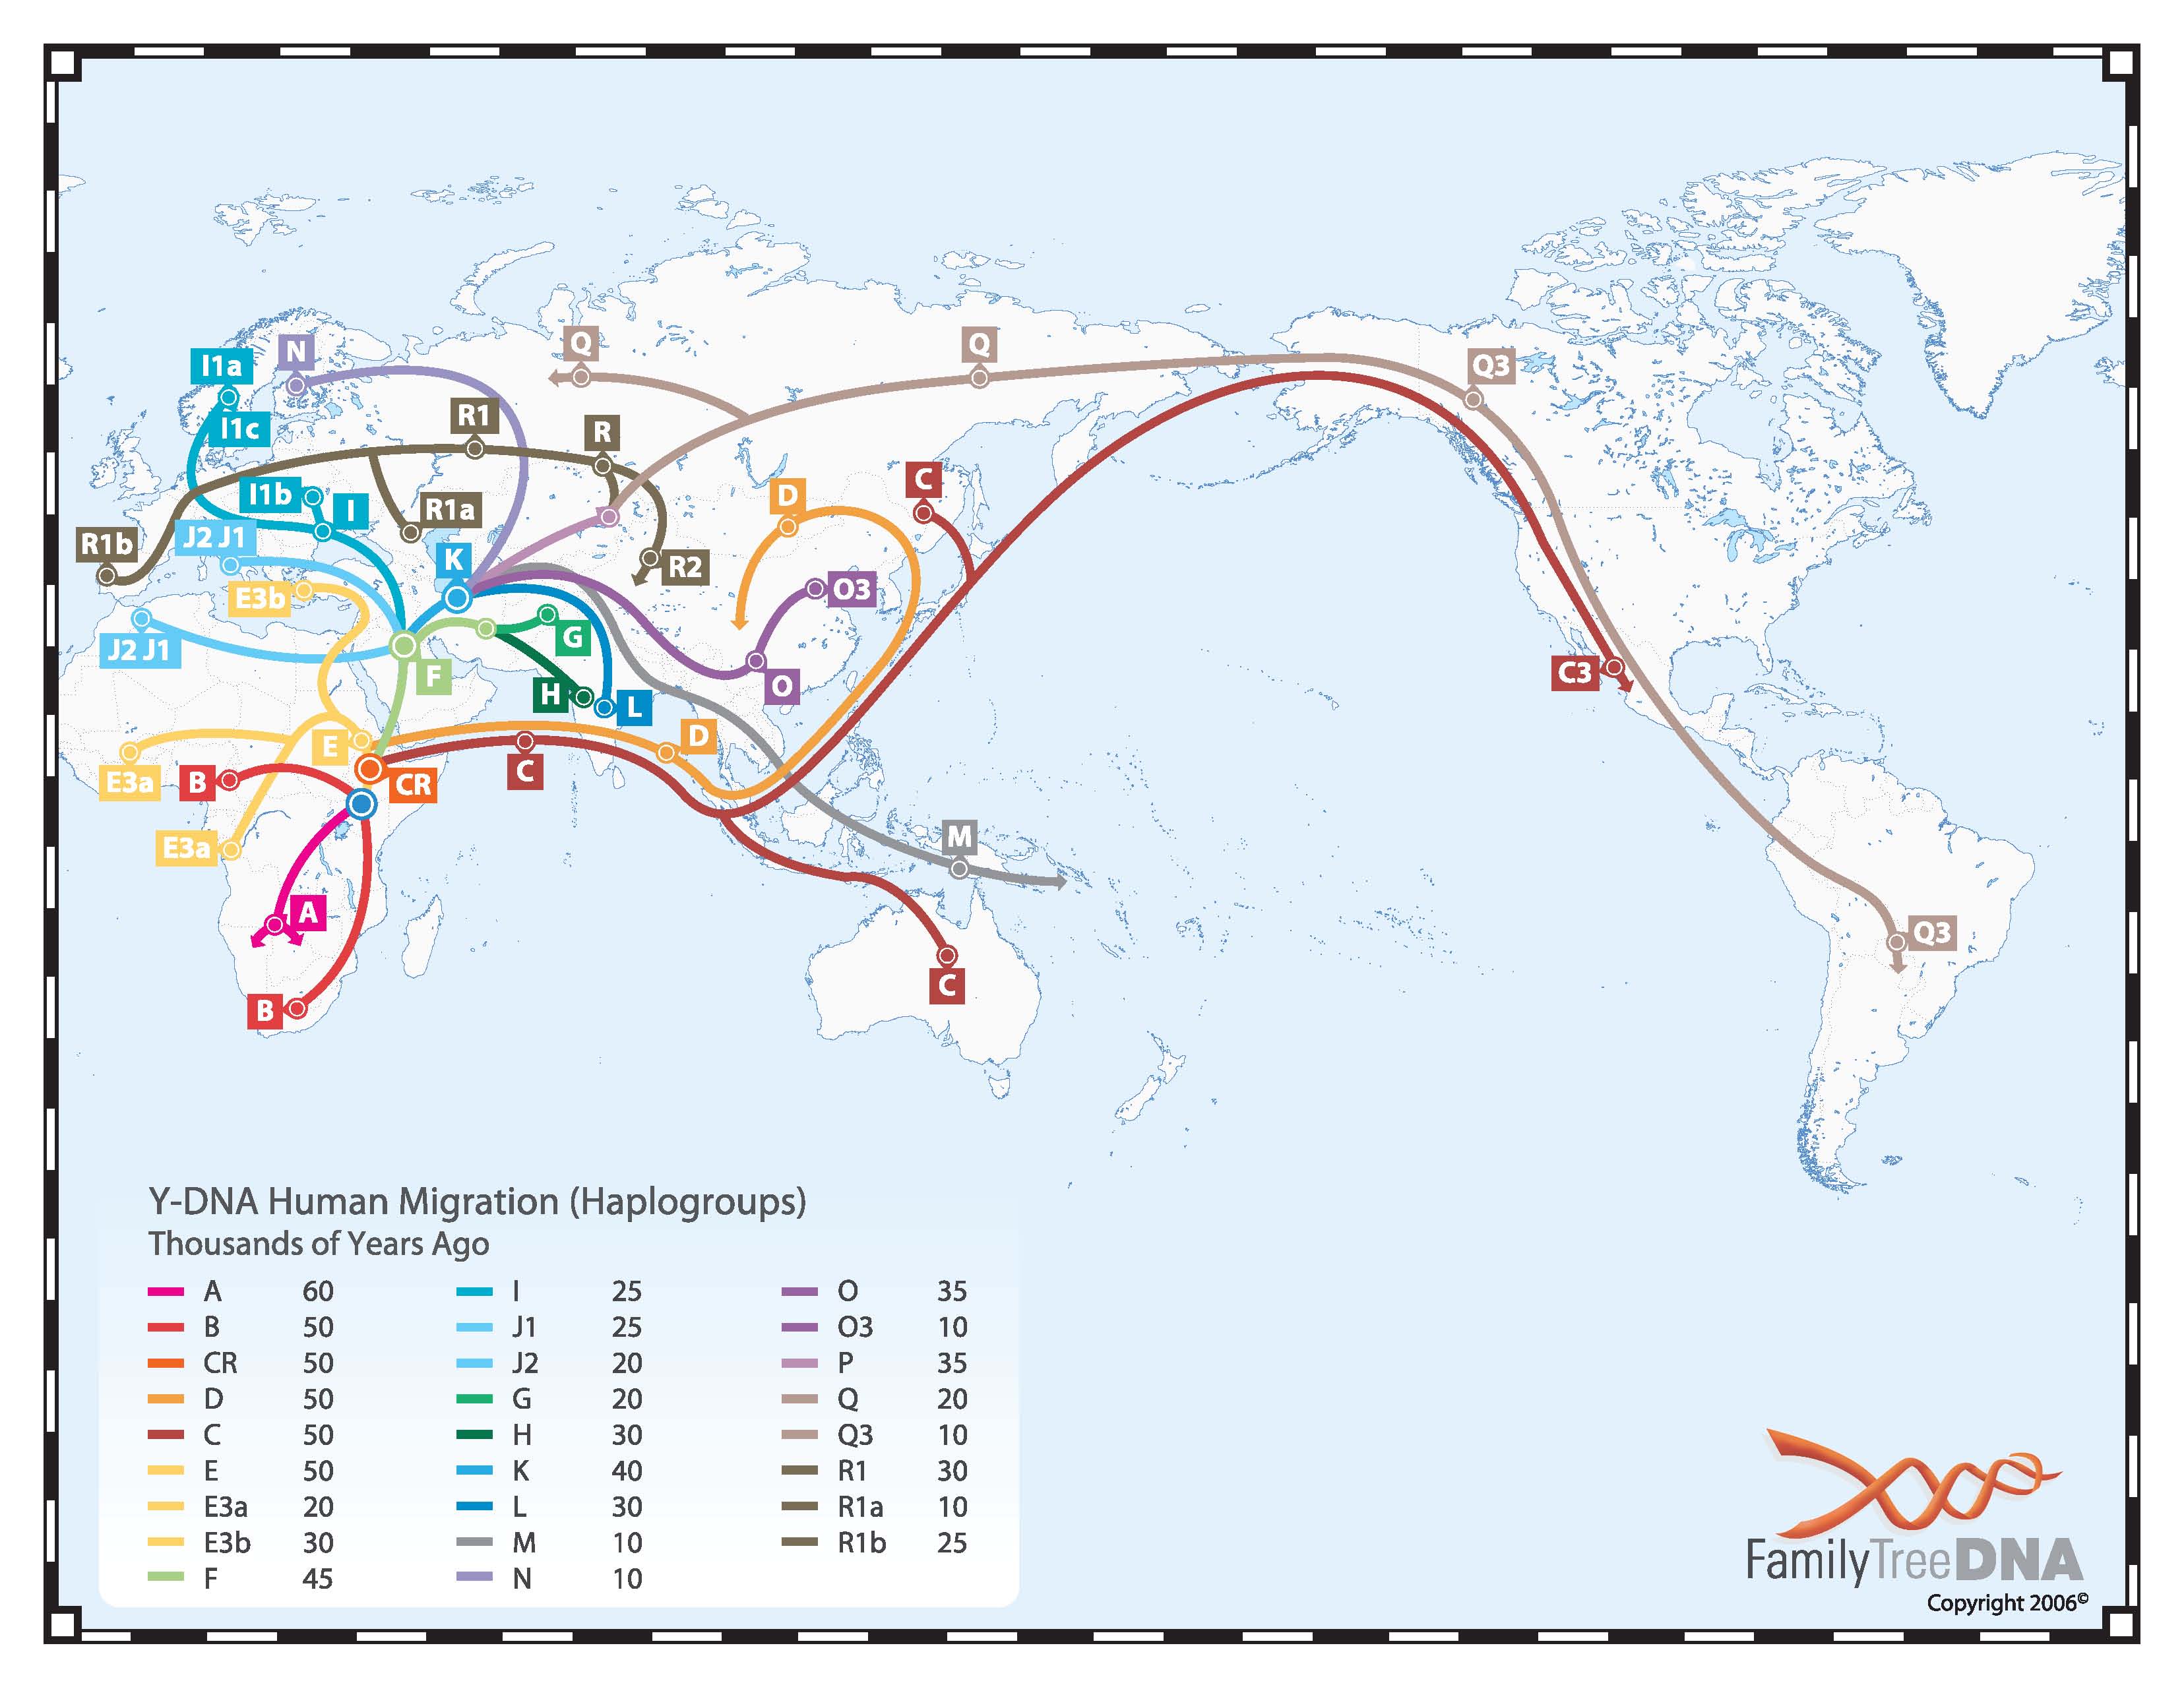 Q
Q
Q3
N
I1a
I1c
R1
R
I1b
I
R1a
D
C
R1b
J2 J1
K
R2
E3b
O3
G
J2 J1
F
H
L
O
C3
E
D
E3a
B
CR
C
E3a
M
A
Q3
B
C
Y-DNA Human Migration (Haplogroups)
Thousands of Years Ago
A 60 I 25 O 35
B 50 J1 25 O3 10
CR 50 J2 20 P 35
D 50 G 20 Q 20
C 50 H 30 Q3 10
E 50 K 40 R1 30
E3a 20 L 30 R1a 10
E3b 30 M 10 R1b 25
F 45 N 10
FamilyTreeDNA
Copyright 2006©